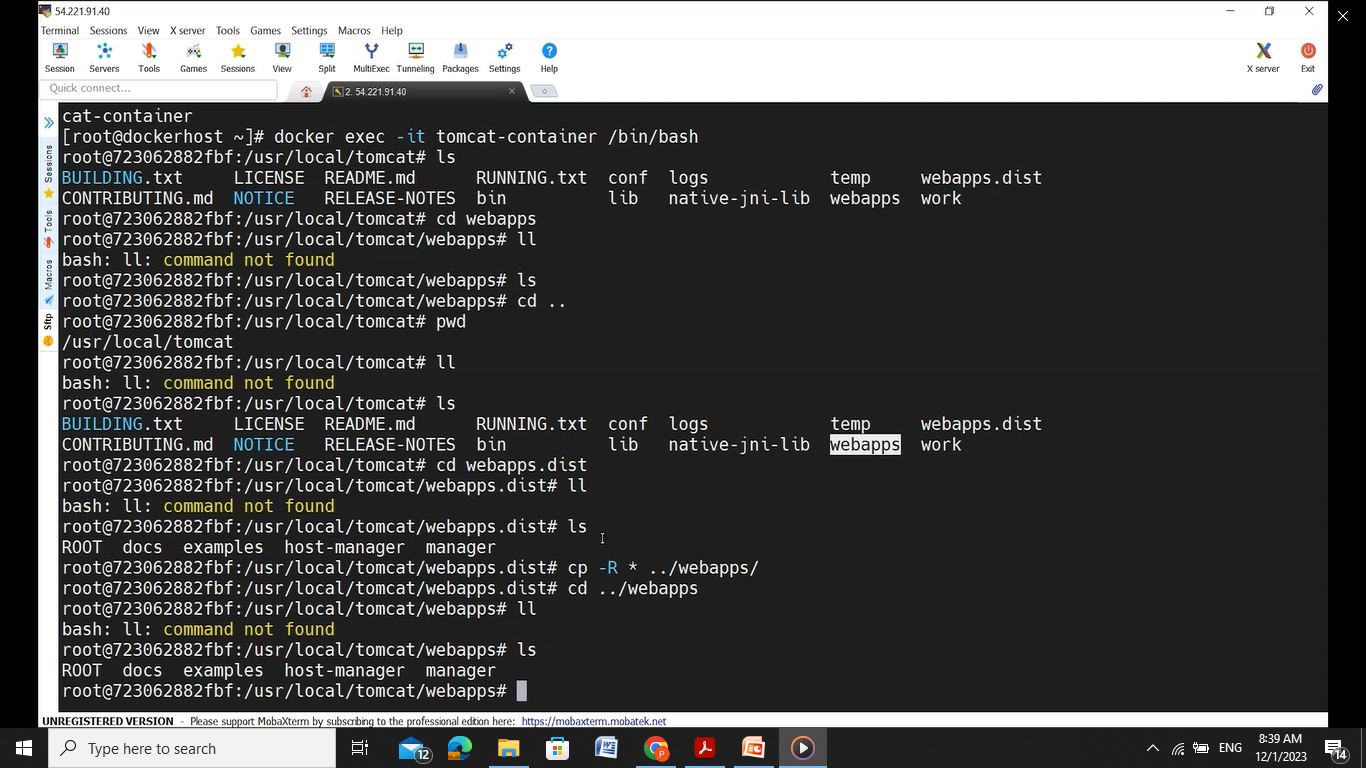 54.221.91.40
Terminal Sessions View X server Tools Games Settings Macros Help
Session Servers Tools Games Sessions View Split MultiExec Tunneling Packages Settings Help X server Exit
Quick connect...
2. 54.221.91.40
cat-container
[root@dockerhost ~]# docker exec -it tomcat-container /bin/bash
root@723062882fbf:/usr/local/tomcat# ls
BUILDING.txt LICENSE README.md RUNNING.txt conf logs temp webapps.dist
CONTRIBUTING.md NOTICE RELEASE-NOTES bin lib native-jni-lib webapps work
root@723062882fbf:/usr/local/tomcat# cd webapps
root@723062882fbf:/usr/local/tomcat/webapps# ll
bash: ll: command not found
root@723062882fbf:/usr/local/tomcat/webapps# ls
root@723062882fbf:/usr/local/tomcat/webapps# cd ..
root@723062882fbf:/usr/local/tomcat# pwd
/usr/local/tomcat
root@723062882fbf:/usr/local/tomcat# ll
bash: ll: command not found
root@723062882fbf:/usr/local/tomcat# ls
BUILDING.txt LICENSE README.md RUNNING.txt conf logs temp webapps.dist
CONTRIBUTING.md NOTICE RELEASE-NOTES bin lib native-jni-lib webapps work
root@723062882fbf:/usr/local/tomcat# cd webapps.dist
root@723062882fbf:/usr/local/tomcat/webapps.dist# ll
bash: ll: command not found
root@723062882fbf:/usr/local/tomcat/webapps.dist# ls
ROOT docs examples host-manager manager
root@723062882fbf:/usr/local/tomcat/webapps.dist# cp -R * ../webapps/
root@723062882fbf:/usr/local/tomcat/webapps.dist# cd ../webapps
root@723062882fbf:/usr/local/tomcat/webapps# ll
bash: ll: command not found
root@723062882fbf:/usr/local/tomcat/webapps# ls
ROOT docs examples host-manager manager
root@723062882fbf:/usr/local/tomcat/webapps#
Sessions
Tools
Macros
Sftp
UNREGISTERED VERSION - Please support MobaXterm by subscribing to the professional edition here: https://mobaxterm.mobatek.net
Type here to search
12
ENG
8:39 AM
12/1/2023
14